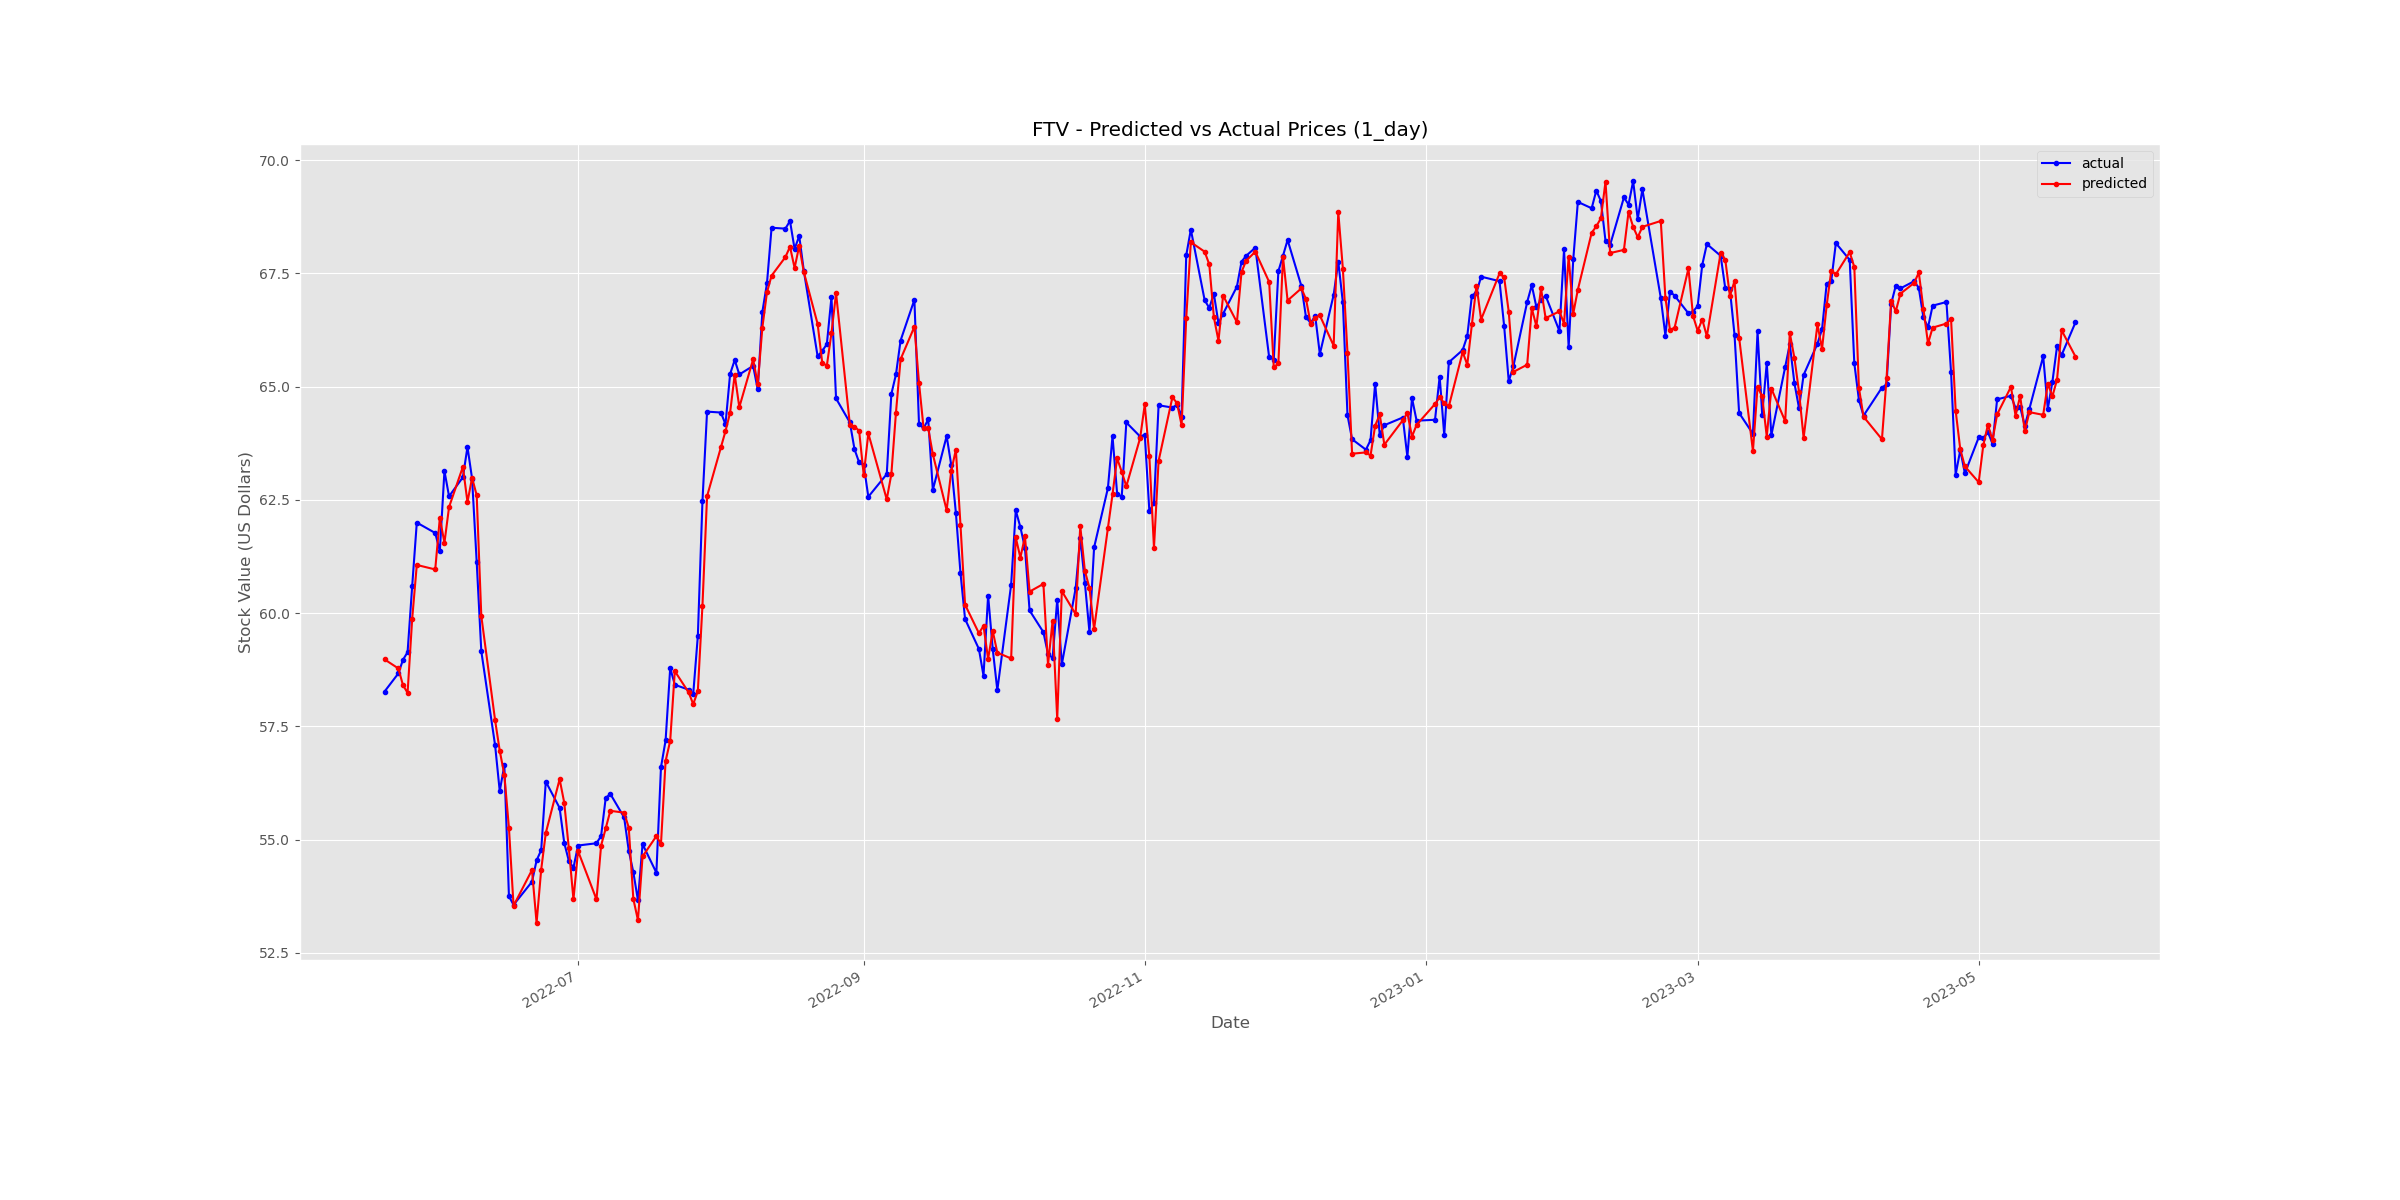 FTV - Predicted vs Actual Prices (1_day)
actual
predicted
Stock Value (US Dollars)
70.0
67.5
65.0
62.5
60.0
57.5
55.0
52.5
2022-07
2022-09
2022-11
2023-01
2023-03
2023-05
Date